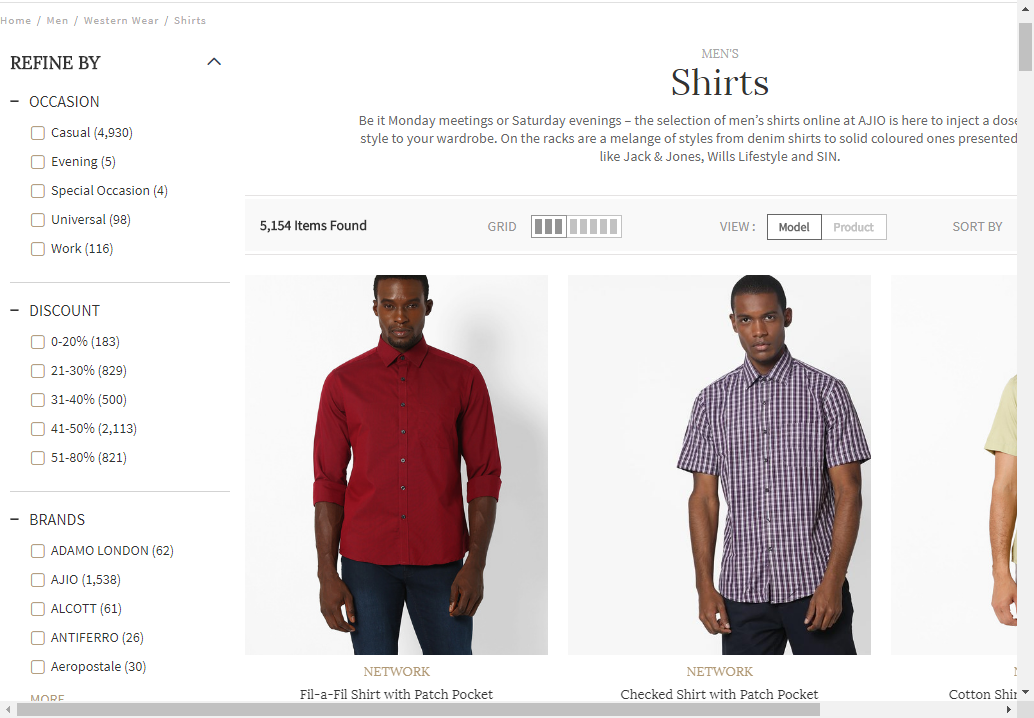 Home / Men / Western Wear / Shirts
REFINE BY
OCCASION
Casual (4,930)
Evening (5)
Special Occasion (4)
Universal (98)
Work (116)
DISCOUNT
0-20% (183)
21-30% (829)
31-40% (500)
41-50% (2,113)
51-80% (821)
BRANDS
ADAMO LONDON (62)
AJIO (1,538)
ALCOTT (61)
ANTIFERRO (26)
Aeropostale (30)
MORE
MEN'S
Shirts
Be it Monday meetings or Saturday evenings – the selection of men's shirts online at AJIO is here to inject a dose
style to your wardrobe. On the racks are a melange of styles from denim shirts to solid coloured ones presented
like Jack & Jones, Wills Lifestyle and SIN.
5,154 Items Found
GRID
VIEW :
Model
Product
SORT BY
NETWORK
Fil-a-Fil Shirt with Patch Pocket
NETWORK
Checked Shirt with Patch Pocket
Cotton